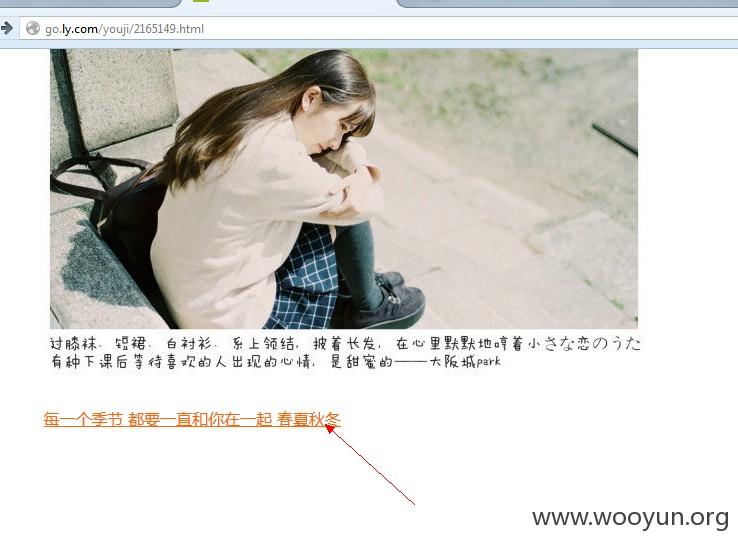 go.ly.com/youji/2165149.html
过膝袜，短裙，白衬衫，系上领结，披着长发，在心里默默地哼着小さな恋のうた
有种下课后等待喜欢的人出现的心情，是甜蜜的——大阪城park
每一个季节 都要一直和你在一起 春夏秋冬
www.wooyun.org